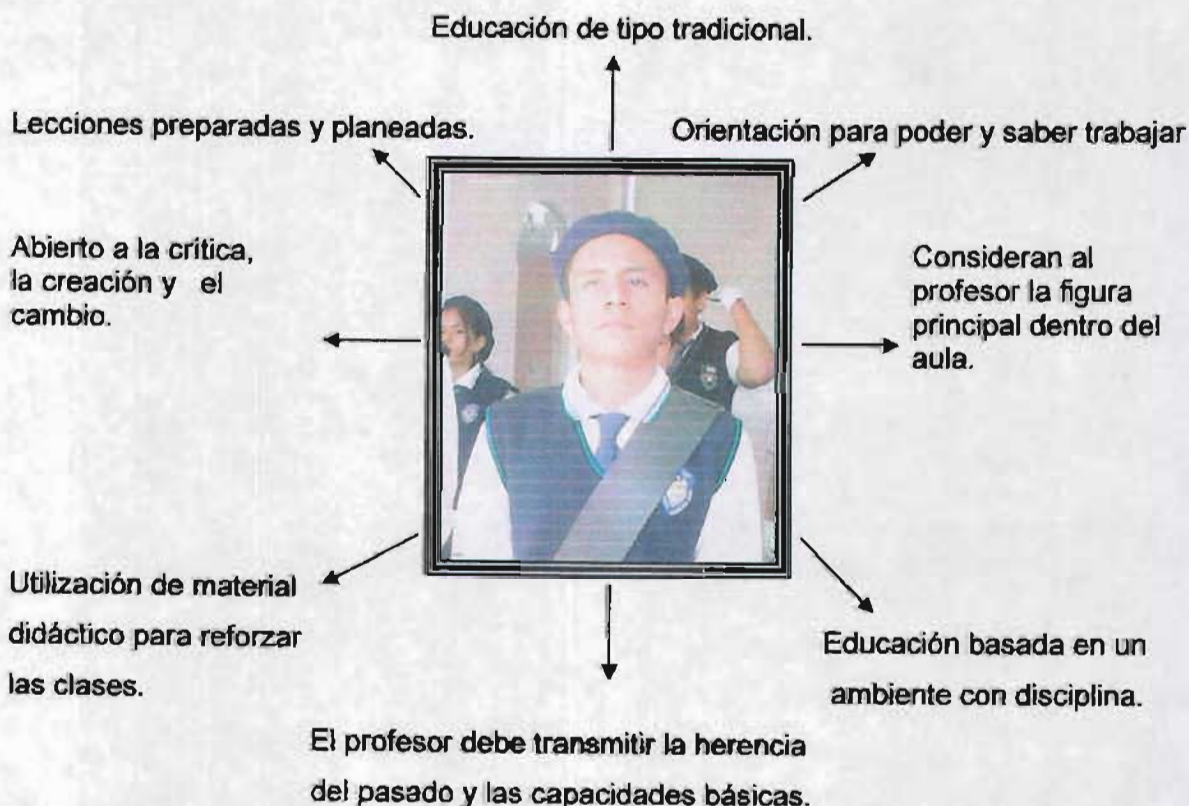 Educación de tipo tradicional.
Lecciones preparadas y planeadas.
Orientación para poder y saber trabajar
Abierto a la crítica,
la creación y el
cambio.
Consideran al
profesor la figura
principal dentro del
aula.
Utilización de material
didáctico para reforzar
las clases.
Educación basada en un
ambiente con disciplina.
El profesor debe transmitir la herencia
del pasado y las capacidades básicas.